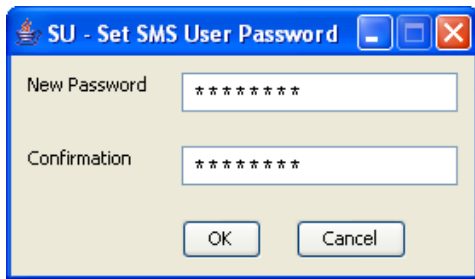 SU - Set SMS User Password
New Password
********
Confirmation
********
OK Cancel